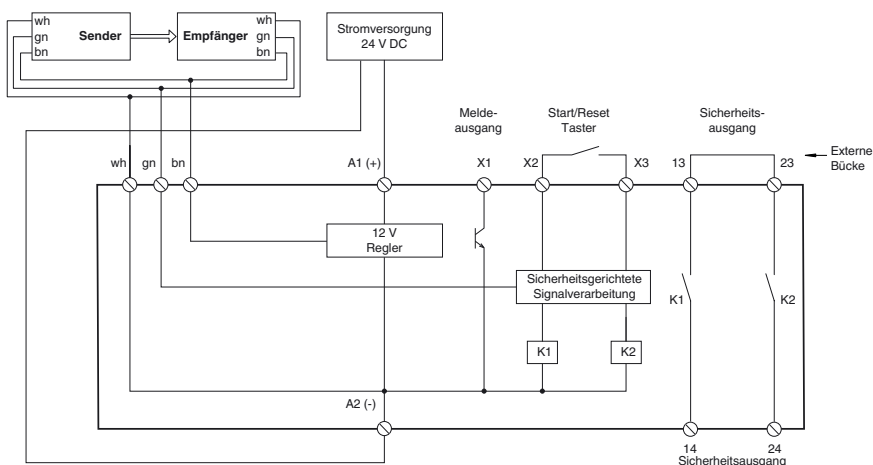 wh
gn
bn
Sender
Empfänger
wh
gn
bn
Stromversorgung
24 V DC
Melde-
ausgang
Start/Reset
Taster
Sicherheits-
ausgang
Externe
Bücke
wh
gn
bn
A1 (+)
X1
X2
X3
13
23
12 V
Regler
Sicherheitsgerichtete
Signalverarbeitung
K1
K2
K1
K2
A2 (-)
14
24
Sicherheitsausgang